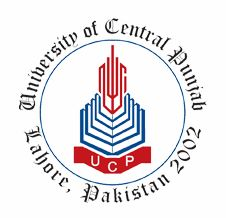 University of Central Punjab
UCP
Lahore, Pakistan 2002